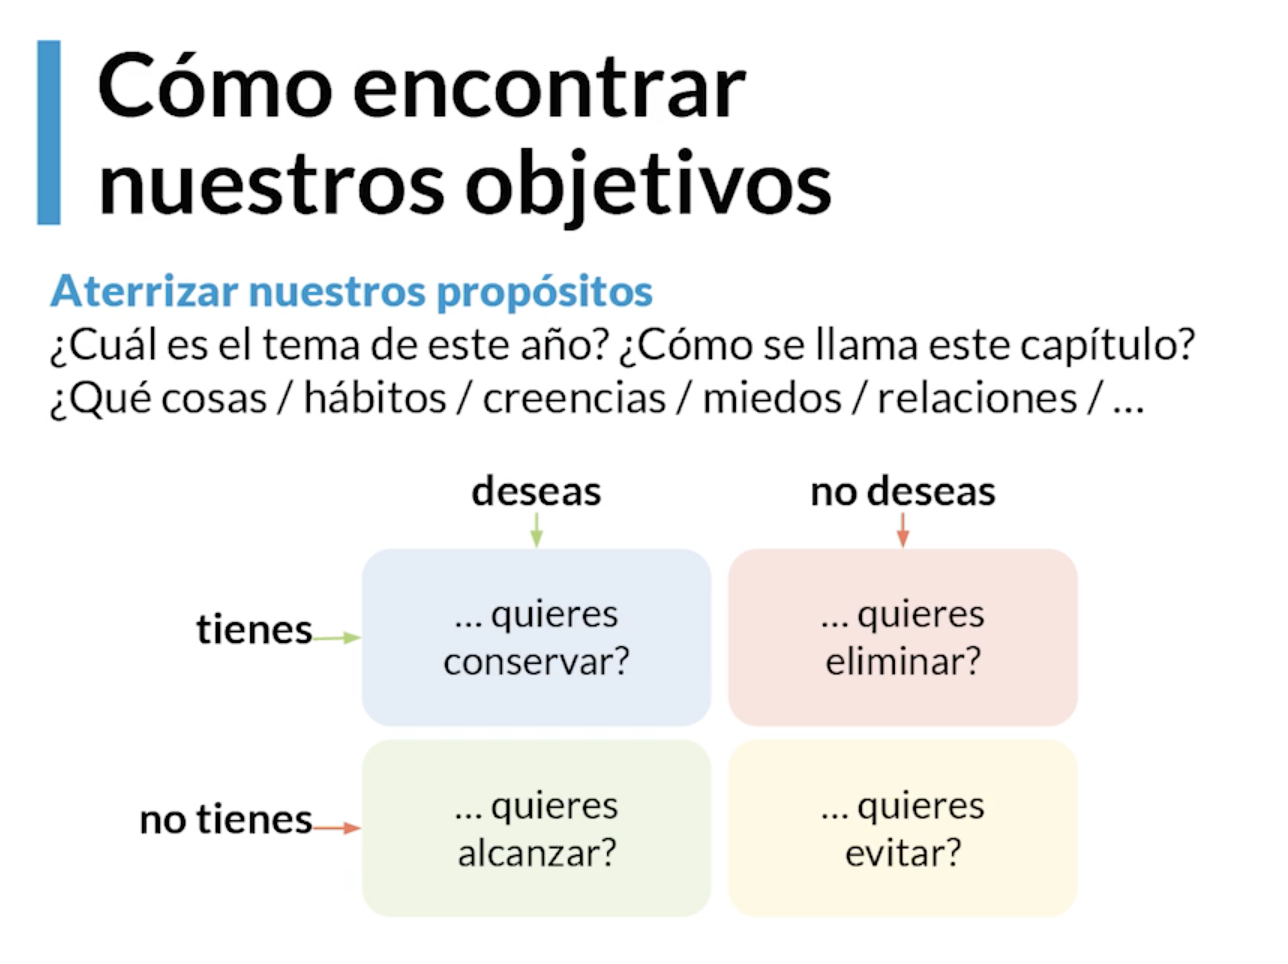 Cómo encontrar
nuestros objetivos
Aterrizar nuestros propósitos
¿Cuál es el tema de este año? ¿Cómo se llama este capítulo?
¿Qué cosas / hábitos / creencias / miedos / relaciones / ...
deseas
no deseas
tienes
... quieres
conservar?
... quieres
eliminar?
no tienes
... quieres
alcanzar?
... quieres
evitar?